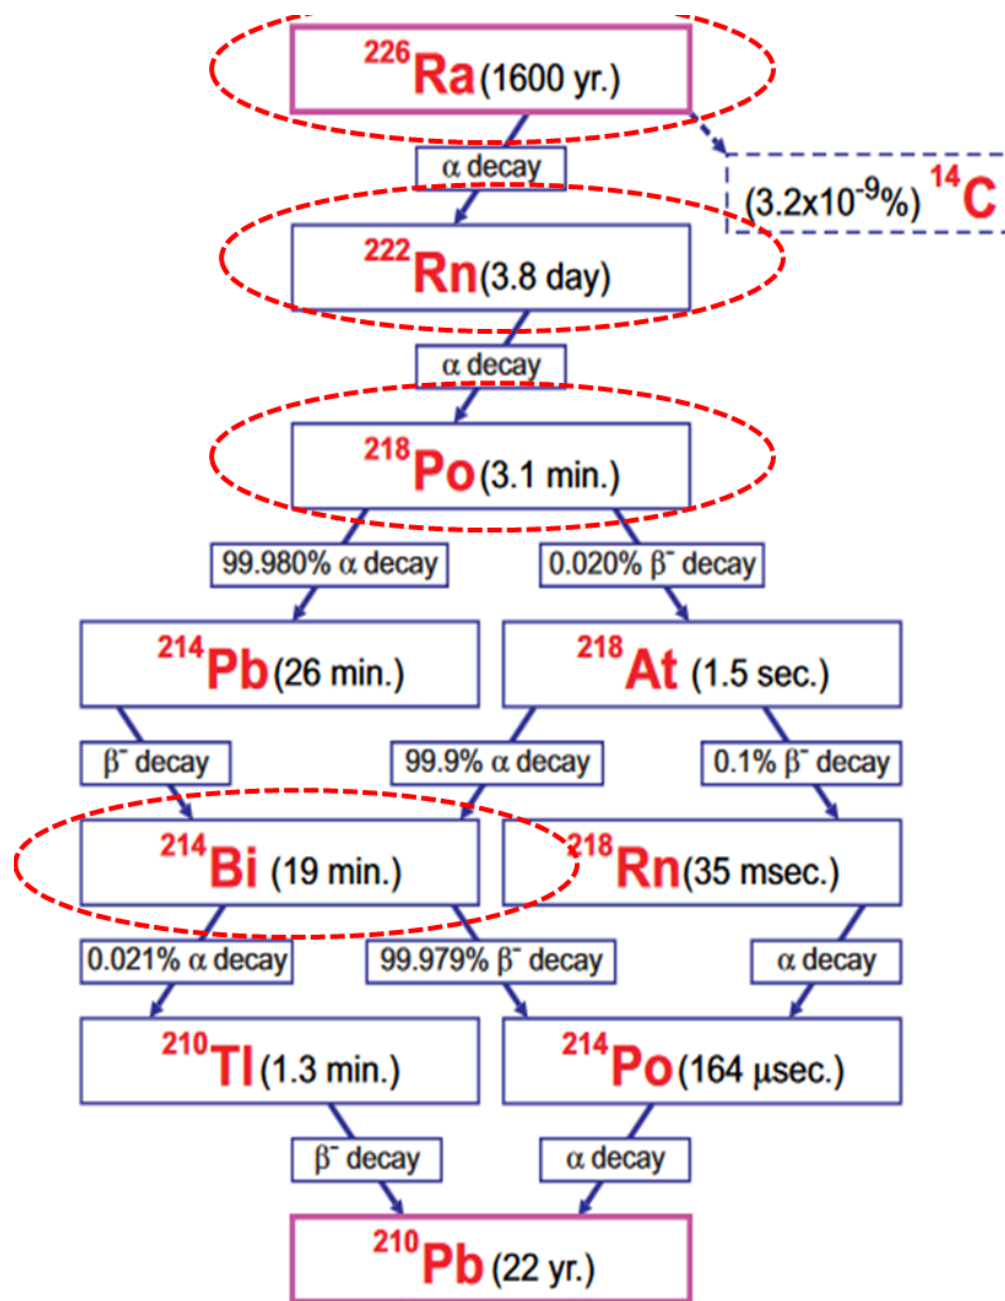 ²²⁶Ra (1600 yr.)
α decay
(3.2x10⁻⁹%) ¹⁴C
²²²Rn (3.8 day)
α decay
²¹⁸Po (3.1 min.)
99.980% α decay
0.020% β⁻ decay
²¹⁴Pb (26 min.)
²¹⁸At (1.5 sec.)
β⁻ decay
99.9% α decay
0.1% β⁻ decay
²¹⁴Bi (19 min.)
²¹⁸Rn (35 msec.)
0.021% α decay
99.979% β⁻ decay
α decay
²¹⁰Tl (1.3 min.)
²¹⁴Po (164 μsec.)
β⁻ decay
α decay
²¹⁰Pb (22 yr.)